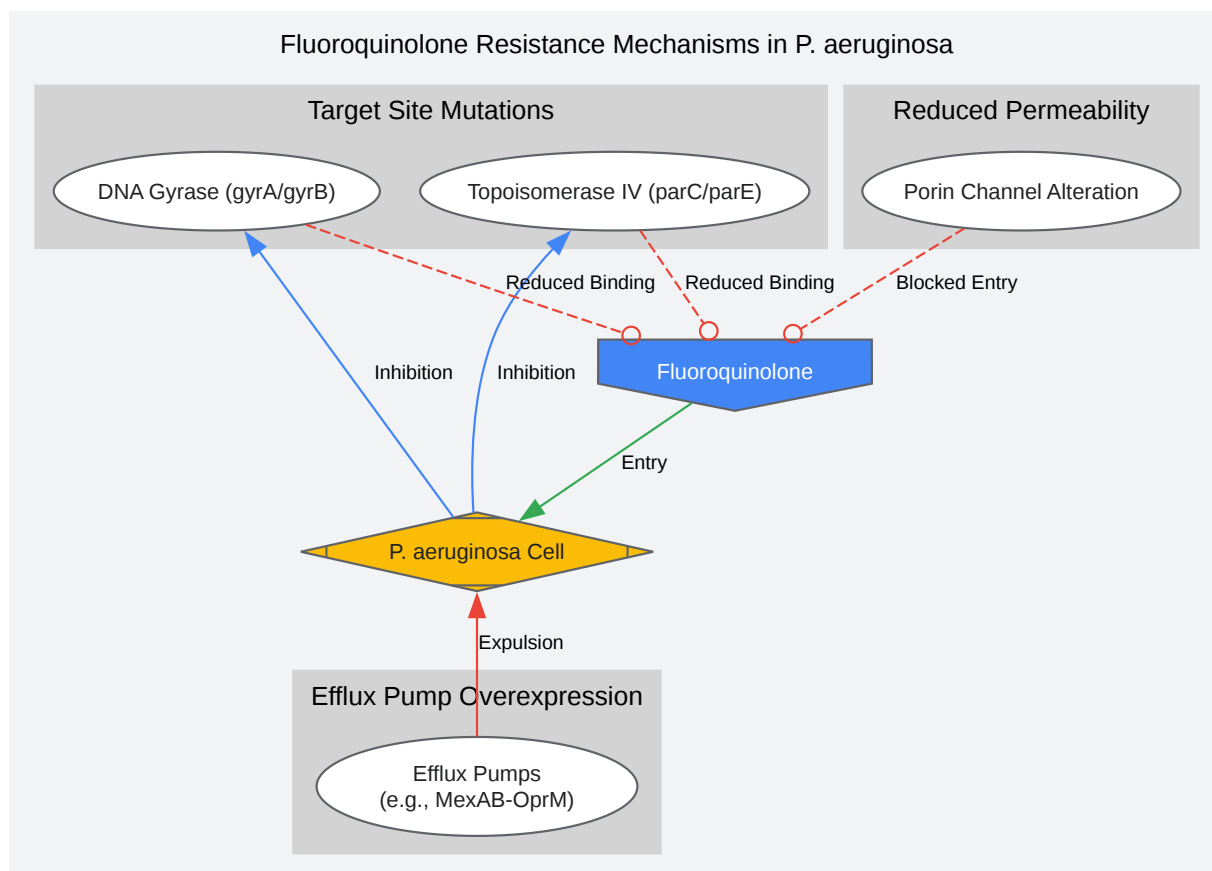 Fluoroquinolone Resistance Mechanisms in P. aeruginosa
Target Site Mutations
Reduced Permeability
DNA Gyrase (gyrA/gyrB)
Topoisomerase IV (parC/parE)
Porin Channel Alteration
Reduced Binding
Reduced Binding
Blocked Entry
Inhibition
Inhibition
Fluoroquinolone
Entry
P. aeruginosa Cell
Expulsion
Efflux Pump Overexpression
Efflux Pumps
(e.g., MexAB-OprM)